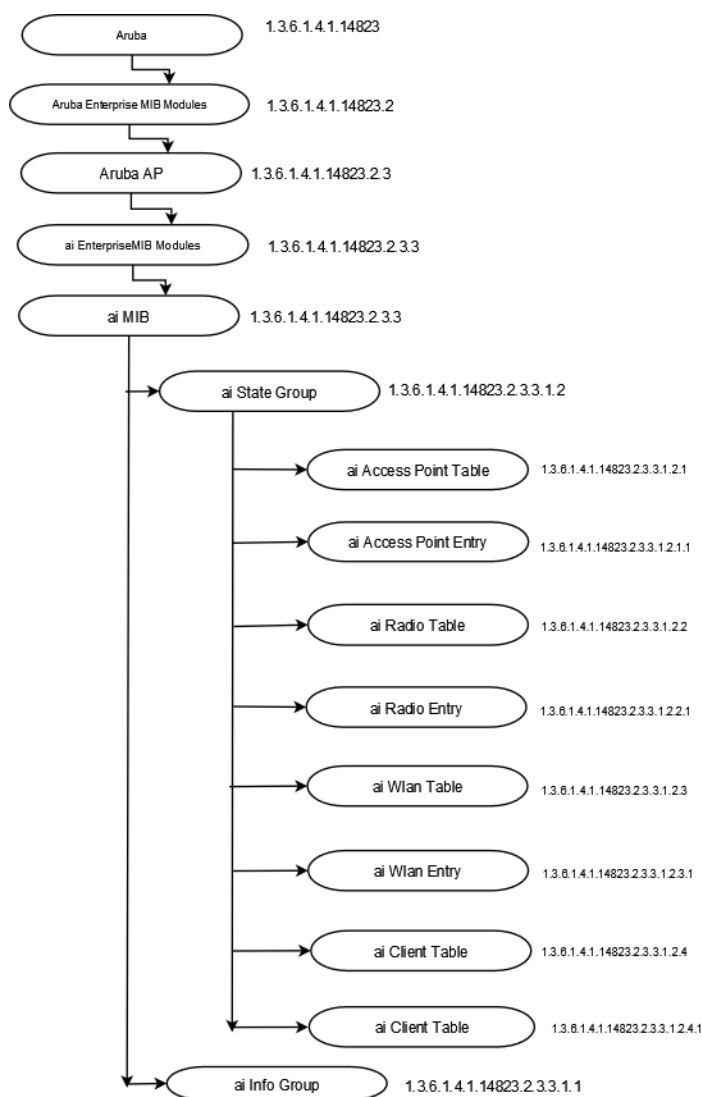 Aruba 1.3.6.1.4.1.14823
Aruba Enterprise MIB Modules 1.3.6.1.4.1.14823.2
Aruba AP 1.3.6.1.4.1.14823.2.3
ai EnterpriseMIB Modules 1.3.6.1.4.1.14823.2.3.3
ai MIB 1.3.6.1.4.1.14823.2.3.3
ai State Group 1.3.6.1.4.1.14823.2.3.3.1.2
ai Access Point Table 1.3.6.1.4.1.14823.2.3.3.1.2.1
ai Access Point Entry 1.3.6.1.4.1.14823.2.3.3.1.2.1.1
ai Radio Table 1.3.6.1.4.1.14823.2.3.3.1.2.2
ai Radio Entry 1.3.6.1.4.1.14823.2.3.3.1.2.2.1
ai Wlan Table 1.3.6.1.4.1.14823.2.3.3.1.2.3
ai Wlan Entry 1.3.6.1.4.1.14823.2.3.3.1.2.3.1
ai Client Table 1.3.6.1.4.1.14823.2.3.3.1.2.4
ai Client Table 1.3.6.1.4.1.14823.2.3.3.1.2.4.1
ai Info Group 1.3.6.1.4.1.14823.2.3.3.1.1